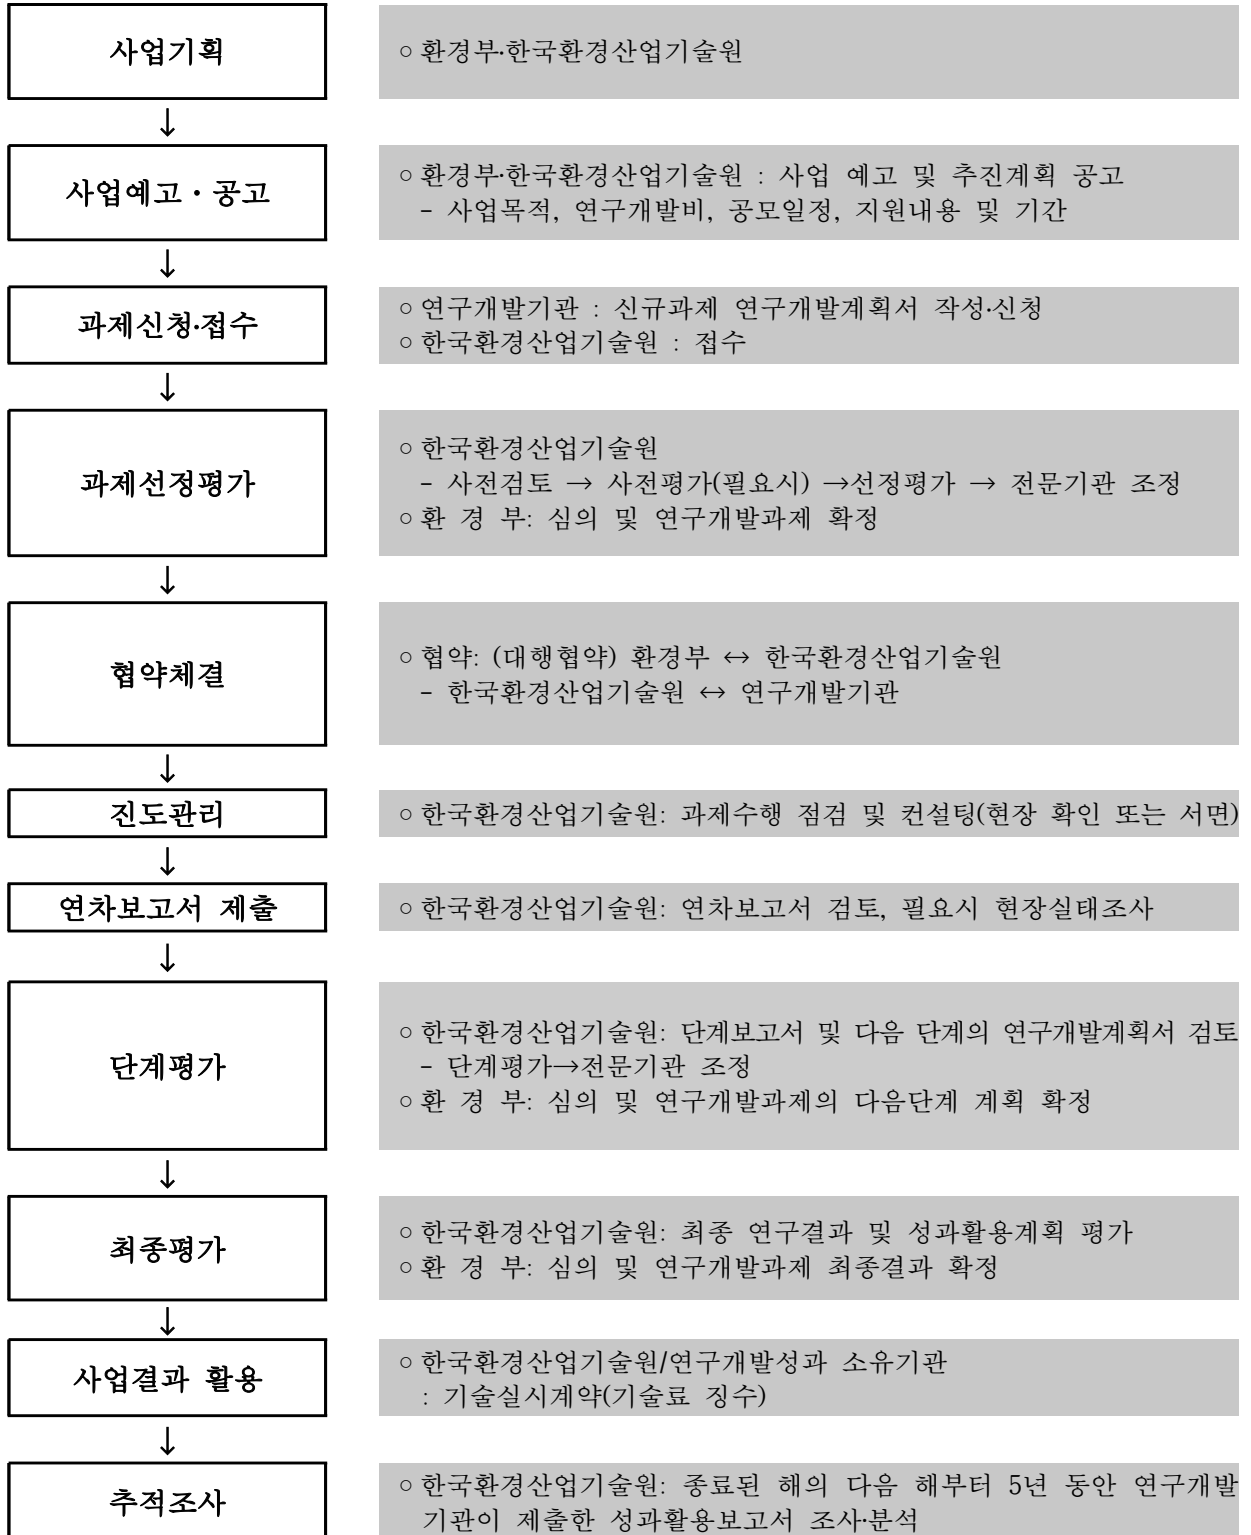 사업기획
○ 환경부·한국환경산업기술원
↓
사업예고 · 공고
○ 환경부·한국환경산업기술원 : 사업 예고 및 추진계획 공고
- 사업목적, 연구개발비, 공모일정, 지원내용 및 기간
↓
과제신청·접수
○ 연구개발기관 : 신규과제 연구개발계획서 작성·신청
○ 한국환경산업기술원 : 접수
↓
과제선정평가
○ 한국환경산업기술원
- 사전검토 → 사전평가(필요시) →선정평가 → 전문기관 조정
○ 환 경 부: 심의 및 연구개발과제 확정
↓
협약체결
○ 협약: (대행협약) 환경부 ↔ 한국환경산업기술원
- 한국환경산업기술원 ↔ 연구개발기관
↓
진도관리
○ 한국환경산업기술원: 과제수행 점검 및 컨설팅(현장 확인 또는 서면)
↓
연차보고서 제출
○ 한국환경산업기술원: 연차보고서 검토, 필요시 현장실태조사
↓
단계평가
○ 한국환경산업기술원: 단계보고서 및 다음 단계의 연구개발계획서 검토
- 단계평가→전문기관 조정
○ 환 경 부: 심의 및 연구개발과제의 다음단계 계획 확정
↓
최종평가
○ 한국환경산업기술원: 최종 연구결과 및 성과활용계획 평가
○ 환 경 부: 심의 및 연구개발과제 최종결과 확정
↓
사업결과 활용
○ 한국환경산업기술원/연구개발성과 소유기관
: 기술실시계약(기술료 징수)
↓
추적조사
○ 한국환경산업기술원: 종료된 해의 다음 해부터 5년 동안 연구개발
기관이 제출한 성과활용보고서 조사·분석